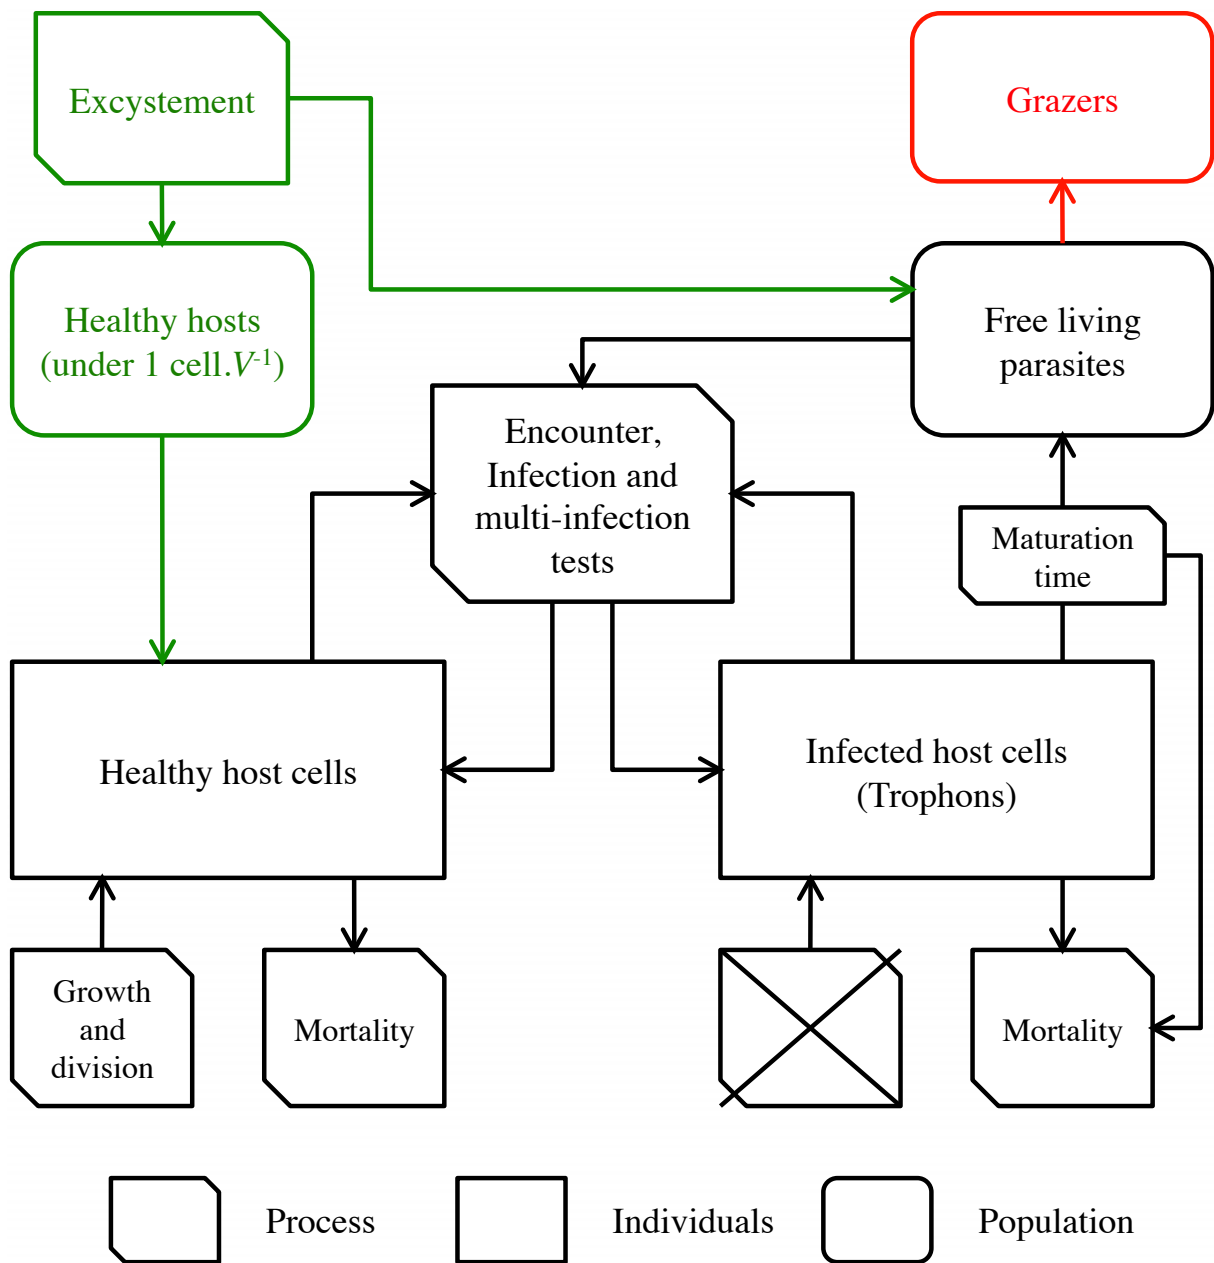 Excystement
Grazers
Healthy hosts
(under 1 cell.V⁻¹)
Free living
parasites
Encounter,
Infection and
multi-infection
tests
Maturation
time
Healthy host cells
Infected host cells
(Trophons)
Growth
and
division
Mortality
Mortality
Process
Individuals
Population